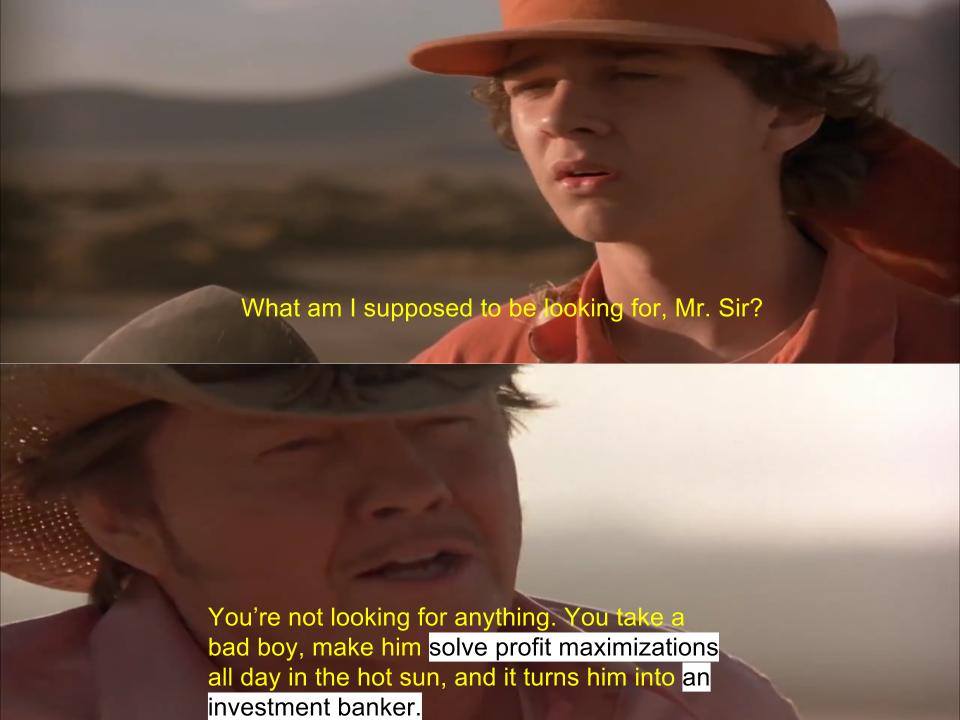 What am I supposed to be looking for, Mr. Sir?
You're not looking for anything. You take a
bad boy, make him solve profit maximizations
all day in the hot sun, and it turns him into an
investment banker.